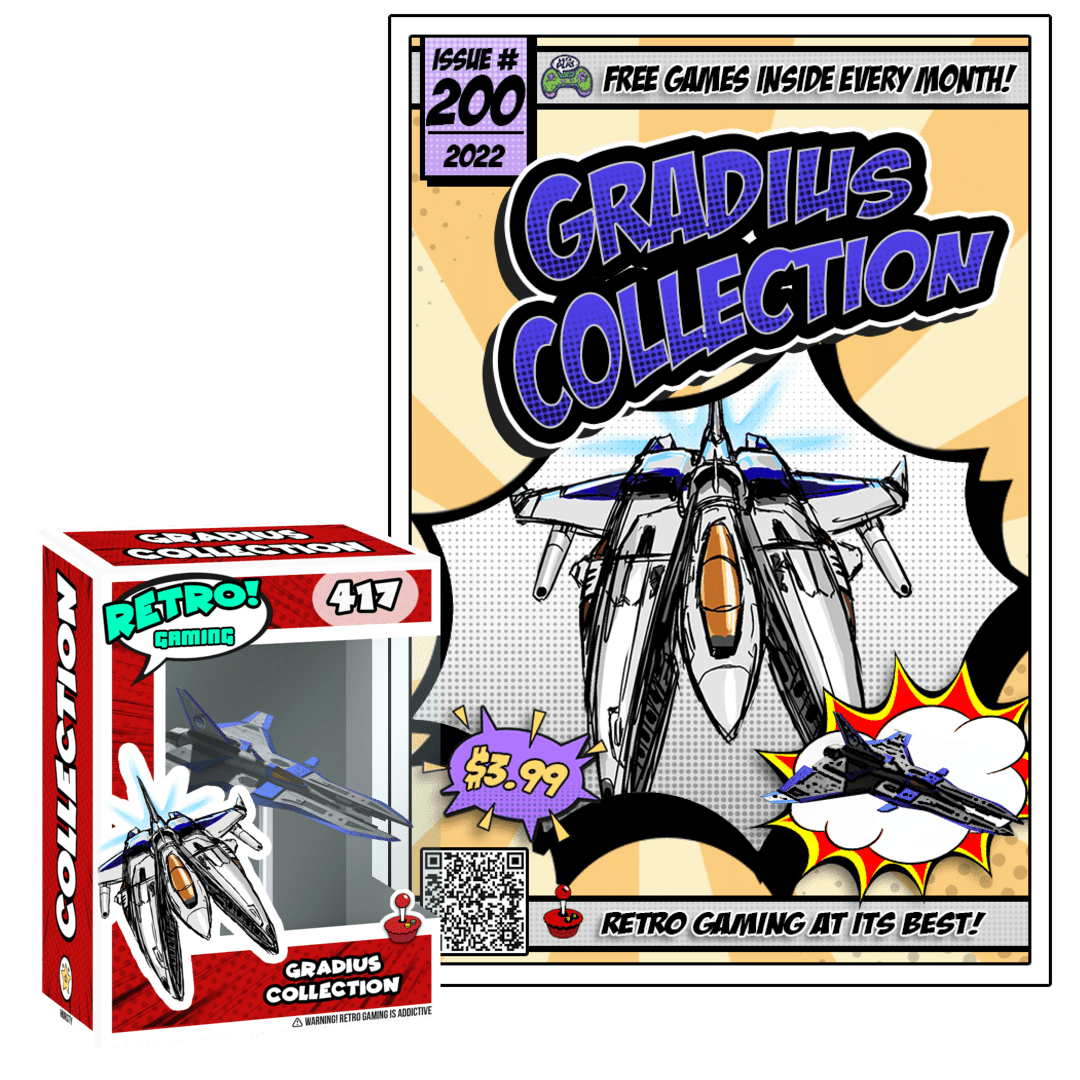 ISSUE #
200
2022
FREE GAMES INSIDE EVERY MONTH!
GRADIUS
COLLECTION
$3.99
RETRO GAMING AT ITS BEST!
GRADIUS
COLLECTION
COLLECTION
RETRO!
GAMING
417
GRADIUS
COLLECTION
WARNING! RETRO GAMING IS ADDICTIVE